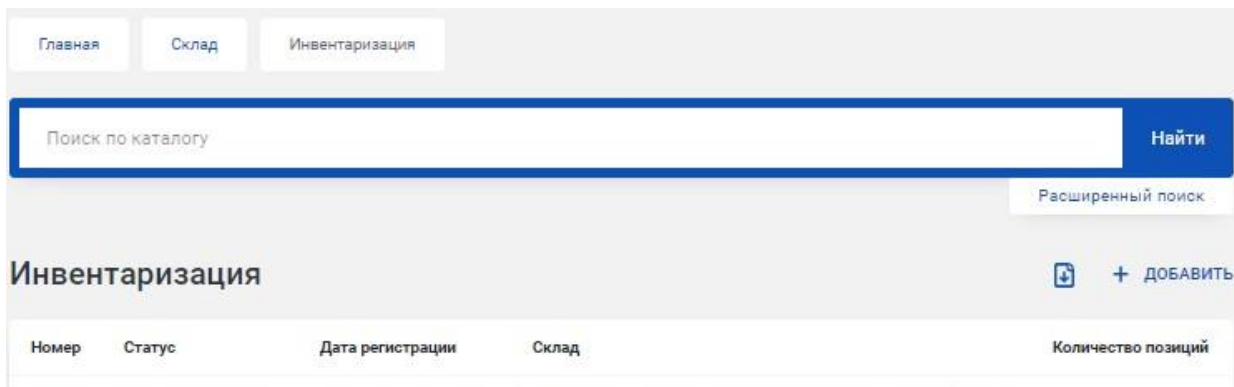 Главная Склад Инвентаризация
Поиск по каталогу Найти
Расширенный поиск
Инвентаризация + ДОБАВИТЬ
Номер Статус Дата регистрации Склад Количество позиций